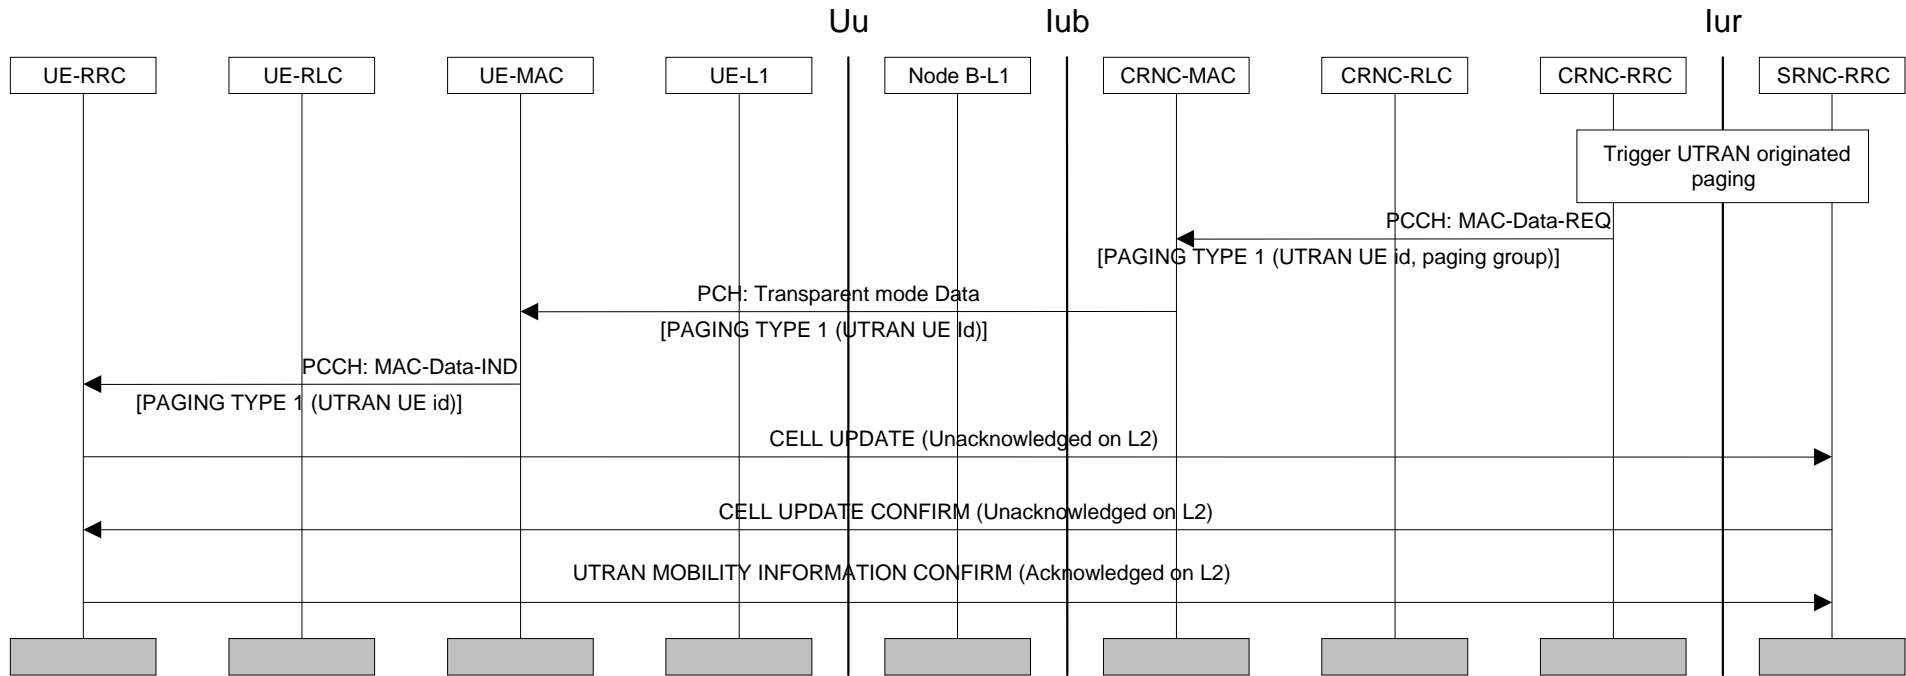 Uu Iub Iur
UE-RRC UE-RLC UE-MAC UE-L1 Node B-L1 CRNC-MAC CRNC-RLC CRNC-RRC SRNC-RRC
Trigger UTRAN originated
paging
PCCH: MAC-Data-REQ
[PAGING TYPE 1 (UTRAN UE id, paging group)]
PCH: Transparent mode Data
[PAGING TYPE 1 (UTRAN UE Id)]
PCCH: MAC-Data-IND
[PAGING TYPE 1 (UTRAN UE id)]
CELL UPDATE (Unacknowledged on L2)
CELL UPDATE CONFIRM (Unacknowledged on L2)
UTRAN MOBILITY INFORMATION CONFIRM (Acknowledged on L2)